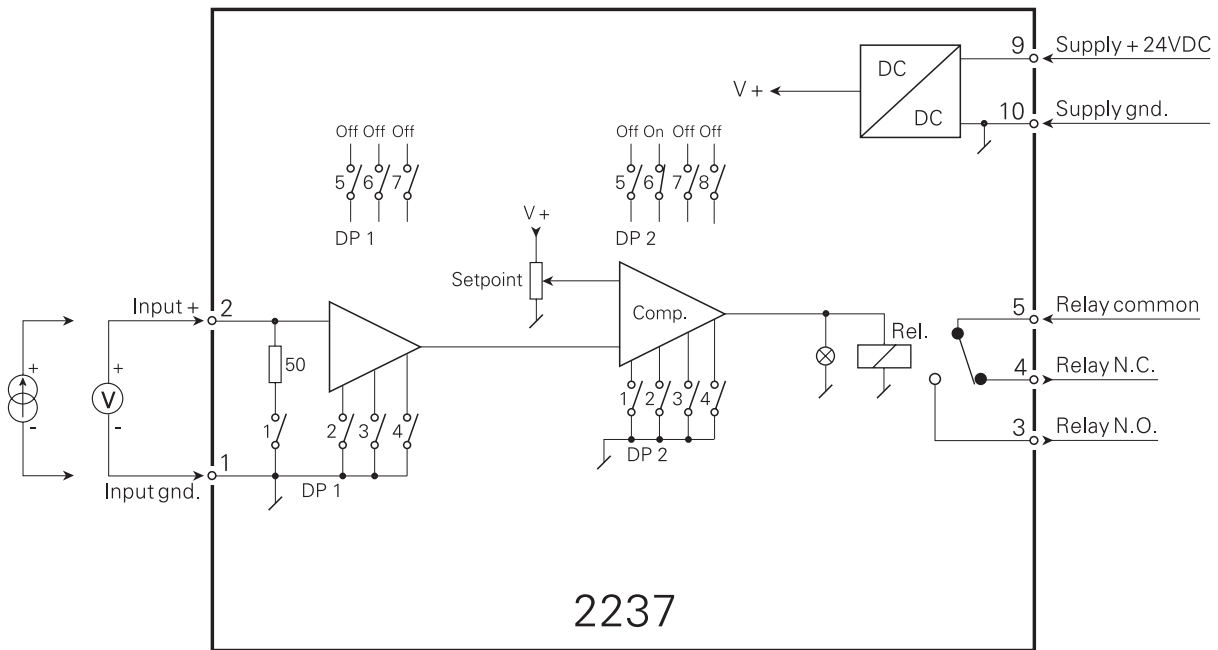 9 Supply + 24VDC
DC
V +
DC
10 Supply gnd.
Off Off Off
5 6 7
DP 1
Off On Off Off
5 6 7 8
DP 2
V +
Setpoint
Input + 2
Comp.
5 Relay common
Rel.
50
4 Relay N.C.
+ +
V
- -
1 2 3 4
1 2 3 4
DP 2
3 Relay N.O.
1
Input gnd.
DP 1
2237